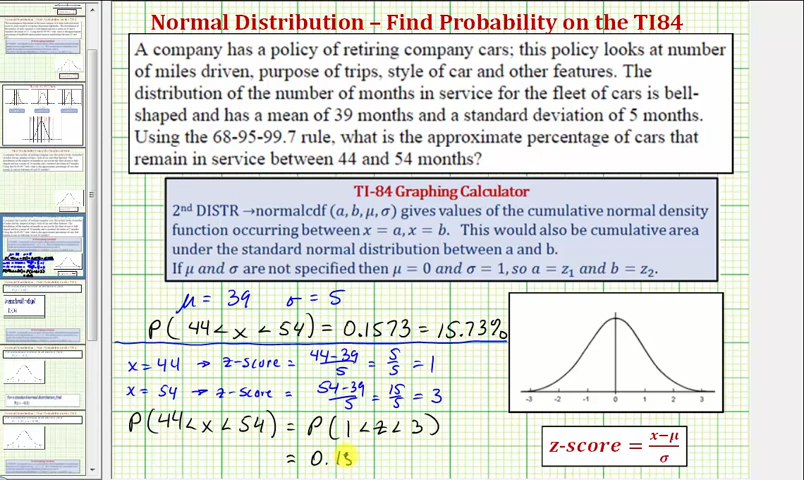 Normal Distribution – Find Probability on the TI84
A company has a policy of retiring company cars; this policy looks at number
of miles driven, purpose of trips, style of car and other features. The
distribution of the number of months in service for the fleet of cars is bell-
shaped and has a mean of 39 months and a standard deviation of 5 months.
Using the 68-95-99.7 rule, what is the approximate percentage of cars that
remain in service between 44 and 54 months?
TI-84 Graphing Calculator
2nd DISTR →normalcdf (a, b, μ, σ) gives values of the cumulative normal density
function occurring between x = a, x = b. This would also be cumulative area
under the standard normal distribution between a and b.
If μ and σ are not specified then μ = 0 and σ = 1, so a = z₁ and b = z₂.
μ = 39 σ = 5
P(44 < x < 54) = 0.1573 = 15.73%
x = 44 → z-score = 44-39/5 = 5/5 = 1
x = 54 → z-score = 54-39/5 = 15/5 = 3
P(44 < x < 54) = P(1 < z < 3)
= 0.15
-3 -2 -1 0 1 2 3
z-score = x−μ/σ